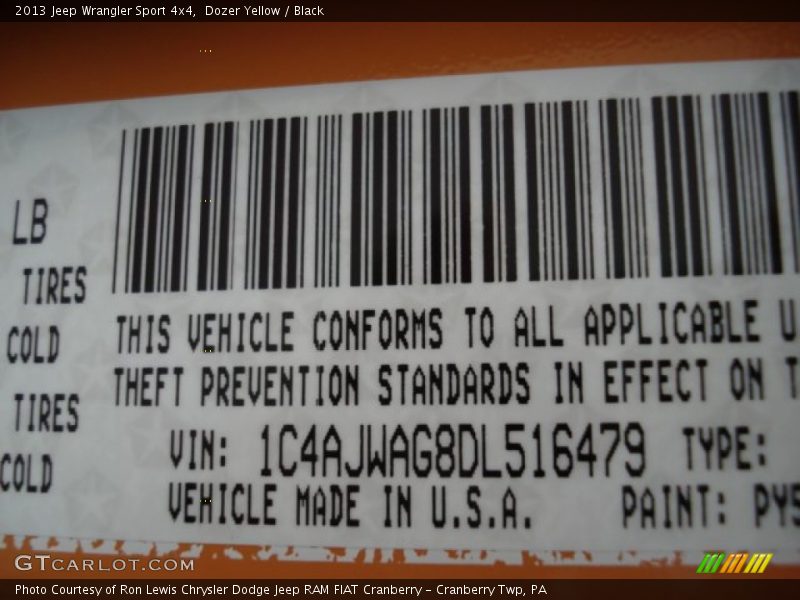 2013 Jeep Wrangler Sport 4x4,  Dozer Yellow / Black
LB
TIRES
COLD
TIRES
COLD
THIS VEHICLE CONFORMS TO ALL APPLICABLE U
THEFT PREVENTION STANDARDS IN EFFECT ON T
VIN: 1C4AJWAG8DL516479 TYPE:
VEHICLE MADE IN U.S.A. PAINT: PYS
GTCARLOT.COM
Photo Courtesy of Ron Lewis Chrysler Dodge Jeep RAM FIAT Cranberry – Cranberry Twp, PA